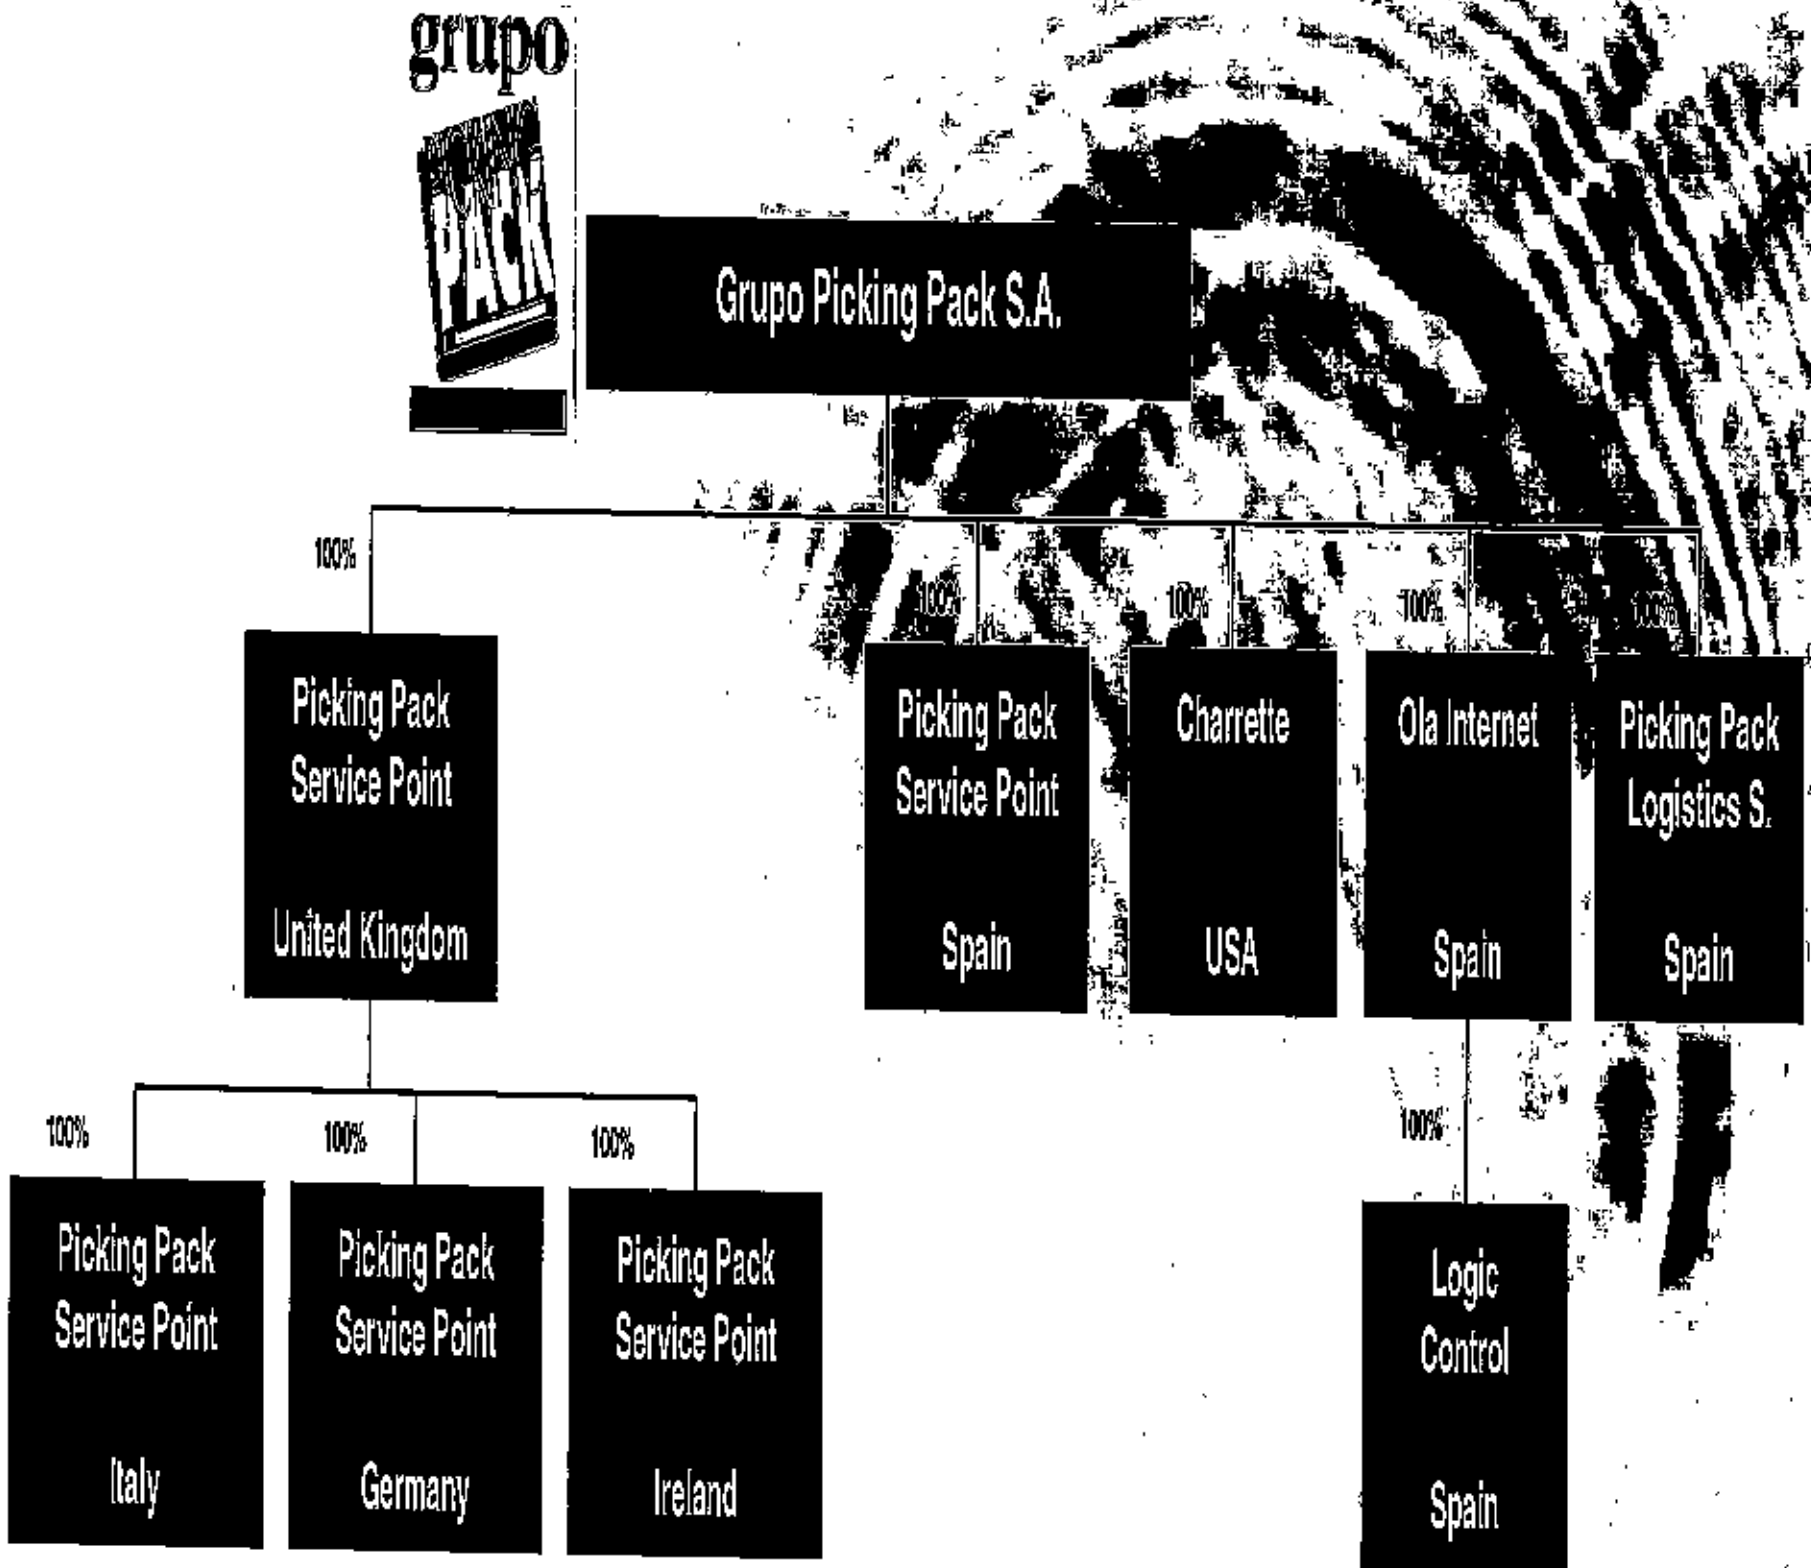 grupo
PACK
Grupo Picking Pack S.A.
100%
100%
100%
100%
100%
Picking Pack
Service Point
United Kingdom
Picking Pack
Service Point
Spain
Charrette
USA
Ola Internet
Spain
Picking Pack
Logistics S.
Spain
100%
100%
100%
100%
Picking Pack
Service Point
Italy
Picking Pack
Service Point
Germany
Picking Pack
Service Point
Ireland
Logic
Control
Spain